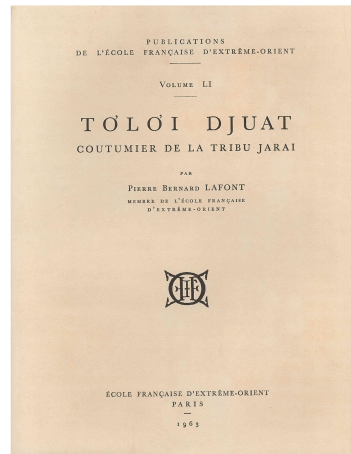 PUBLICATIONS
DE L'ÉCOLE FRANÇAISE D'EXTRÊME-ORIENT
VOLUME LI
TƠLƠI DJUAT
COUTUMIER DE LA TRIBU JARAI
PAR
PIERRE BERNARD LAFONT
MEMBRE DE L'ÉCOLE FRANÇAISE
D'EXTRÊME-ORIENT
ÉCOLE FRANÇAISE D'EXTRÊME-ORIENT
PARIS
1963